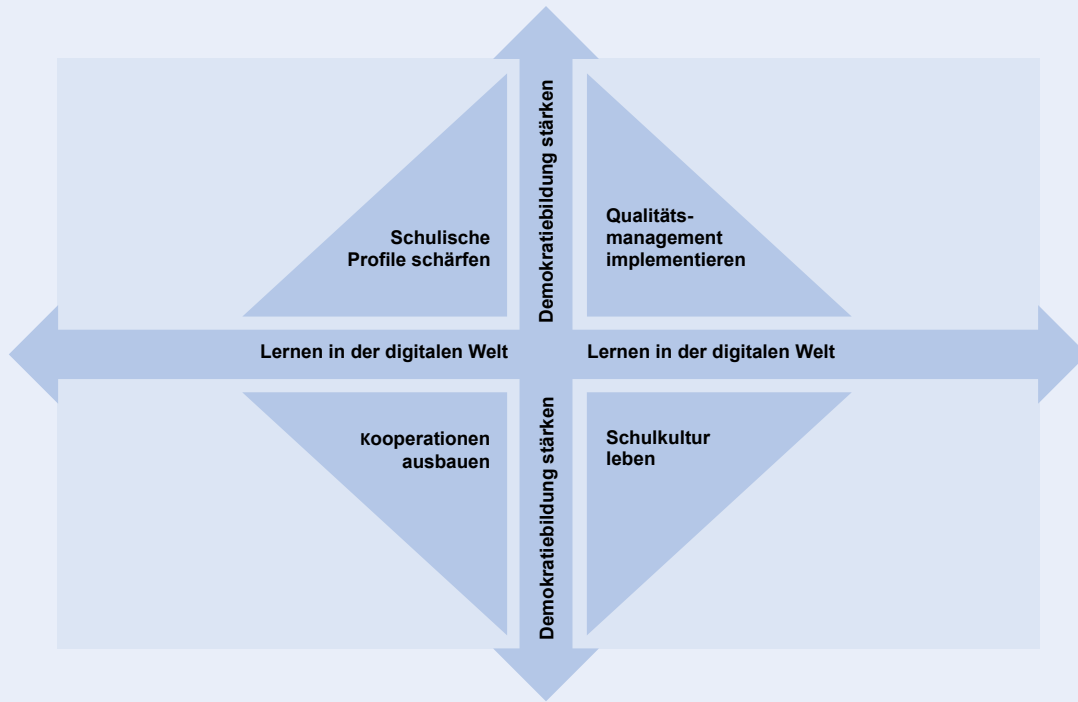 Demokratiebildung stärken
Schulische
Profile schärfen
Qualitäts-
management
implementieren
Lernen in der digitalen Welt
Lernen in der digitalen Welt
Kooperationen
ausbauen
Schulkultur
leben
Demokratiebildung stärken